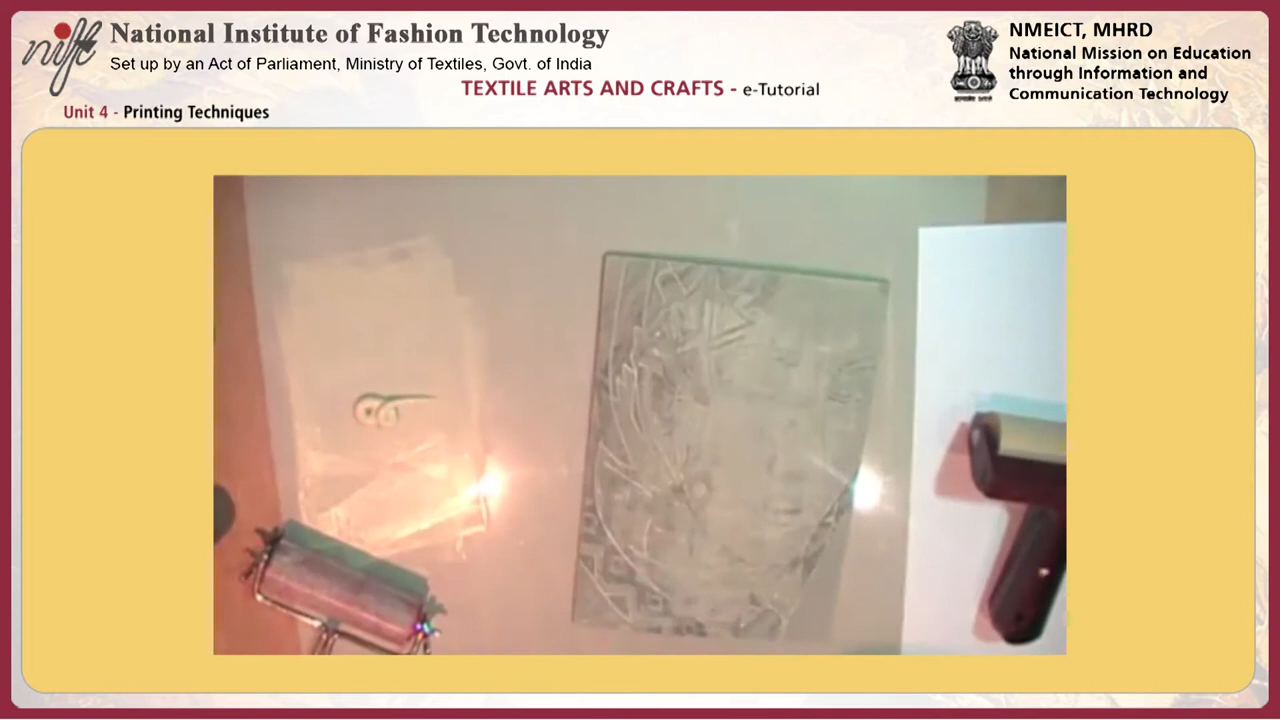 nift
National Institute of Fashion Technology
Set up by an Act of Parliament, Ministry of Textiles, Govt. of India
TEXTILE ARTS AND CRAFTS - e-Tutorial
Unit 4 - Printing Techniques
NMEICT, MHRD
National Mission on Education
through Information and
Communication Technology